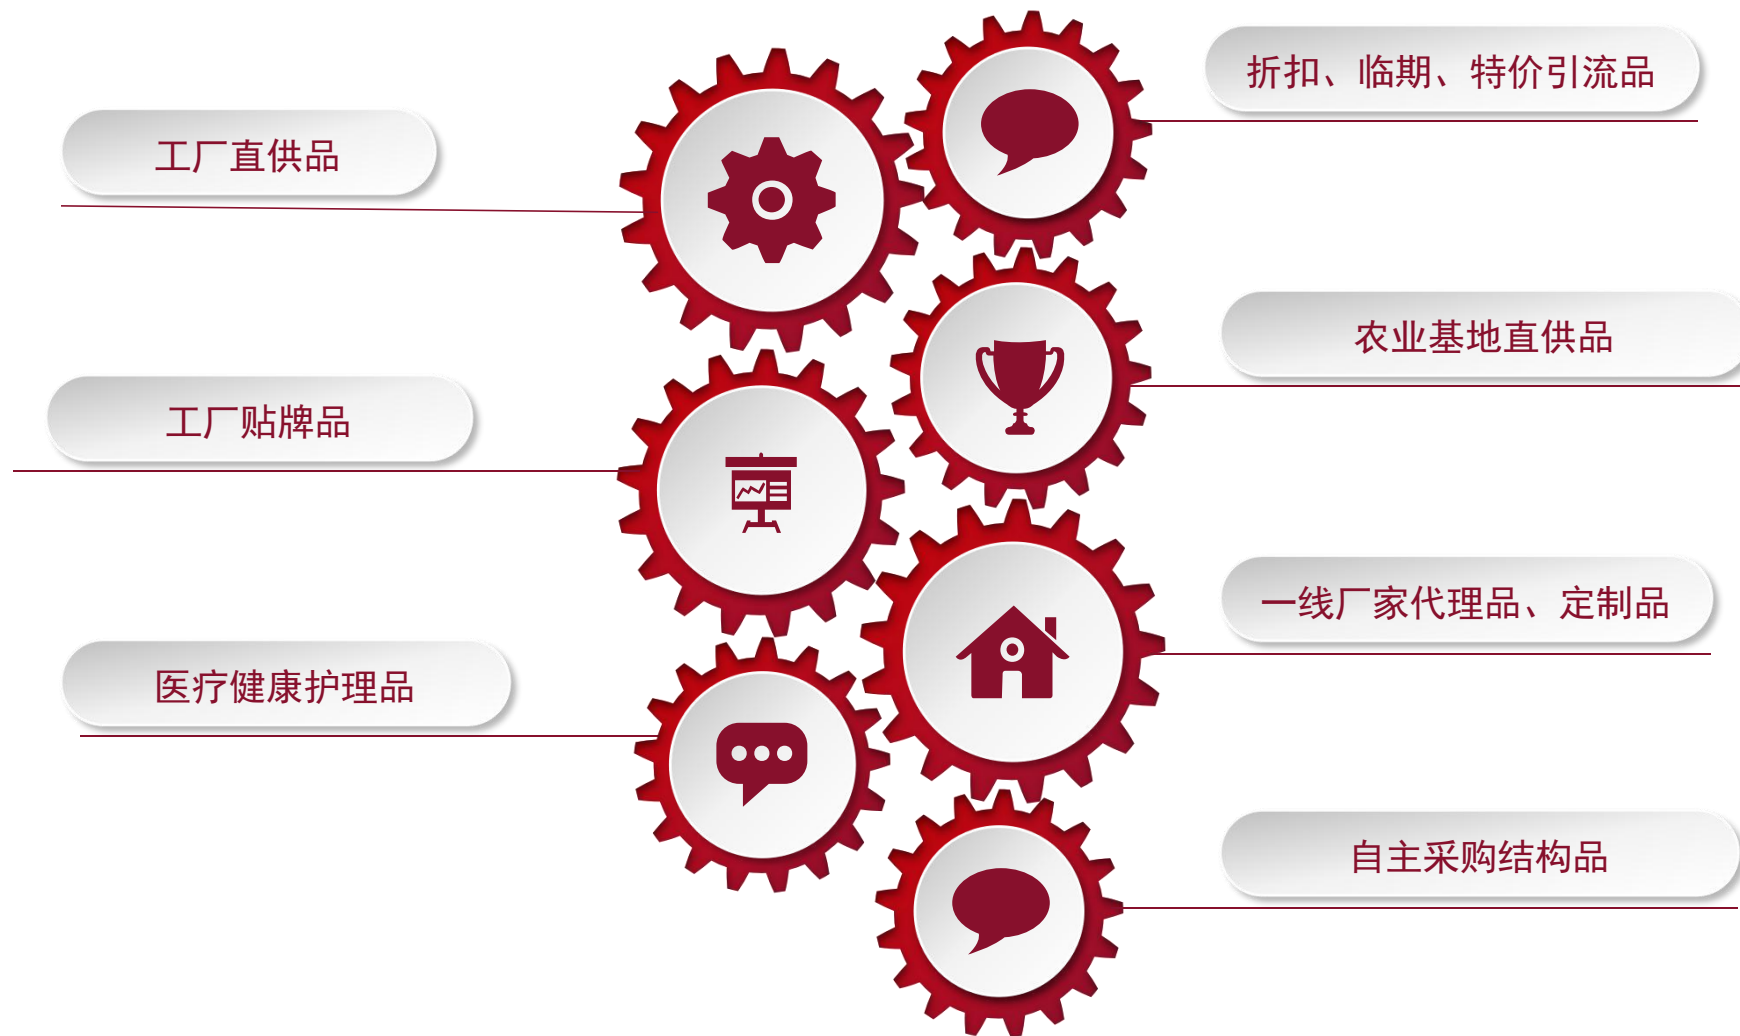 工厂直供品
工厂贴牌品
医疗健康护理品
折扣、临期、特价引流品
农业基地直供品
一线厂家代理品、定制品
自主采购结构品